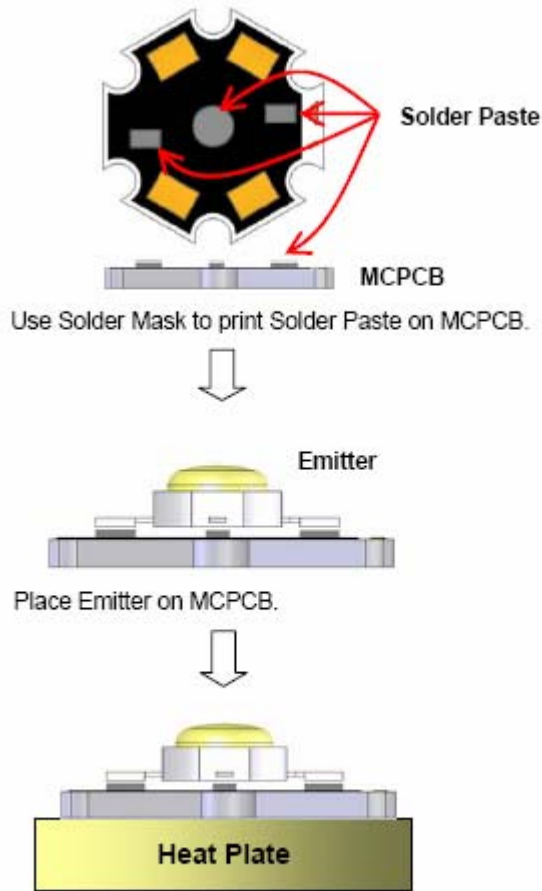 Solder Paste
MCPCB
Use Solder Mask to print Solder Paste on MCPCB.
Emitter
Place Emitter on MCPCB.
Heat Plate